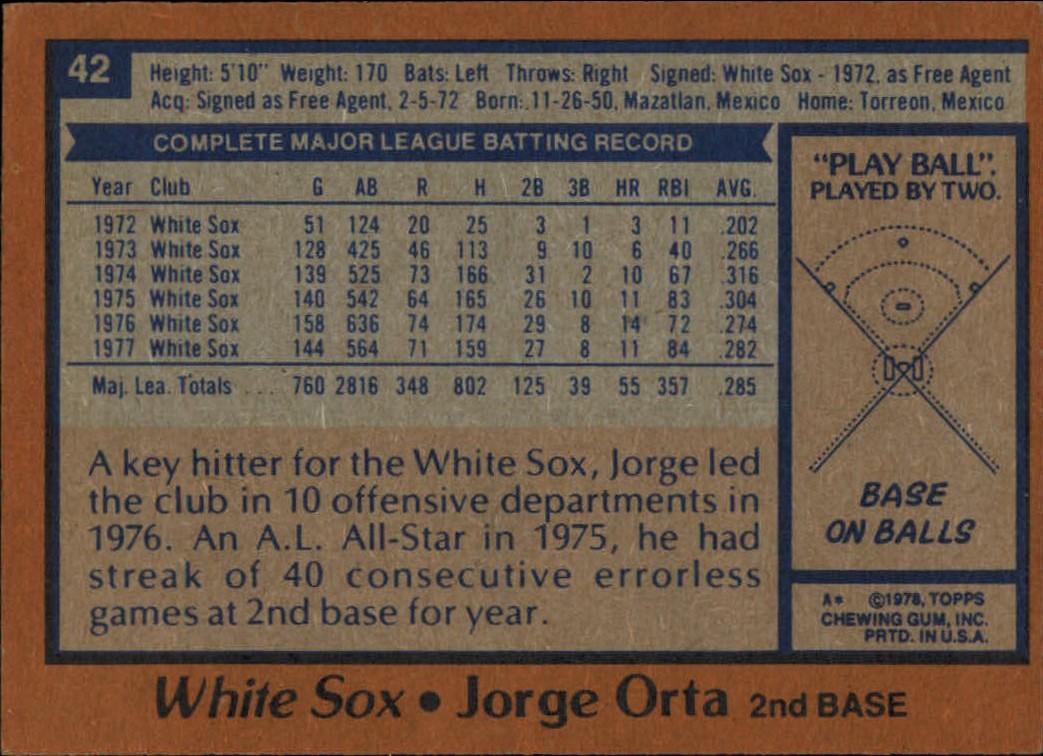 42
Height: 5'10" Weight: 170 Bats: Left Throws: Right Signed: White Sox - 1972, as Free Agent
Acq: Signed as Free Agent, 2-5-72 Born: 11-26-50, Mazatlan, Mexico Home: Torreon, Mexico
COMPLETE MAJOR LEAGUE BATTING RECORD
Year Club G AB R H 2B 3B HR RBI AVG.
1972 White Sox 51 124 20 25 3 1 3 11 .202
1973 White Sox 128 425 46 113 9 10 6 40 .266
1974 White Sox 139 525 73 166 31 2 10 67 .316
1975 White Sox 140 542 64 165 26 10 11 83 .304
1976 White Sox 158 636 74 174 29 8 14 72 .274
1977 White Sox 144 564 71 159 27 8 11 84 .282
Maj. Lea. Totals .... 760 2816 348 802 125 39 55 357 .285
A key hitter for the White Sox, Jorge led
the club in 10 offensive departments in
1976. An A.L. All-Star in 1975, he had
streak of 40 consecutive errorless
games at 2nd base for year.
"PLAY BALL".
PLAYED BY TWO.
BASE
ON BALLS
A* ©1978, TOPPS
CHEWING GUM, INC.
PRTD. IN U.S.A.
White Sox • Jorge Orta 2nd BASE